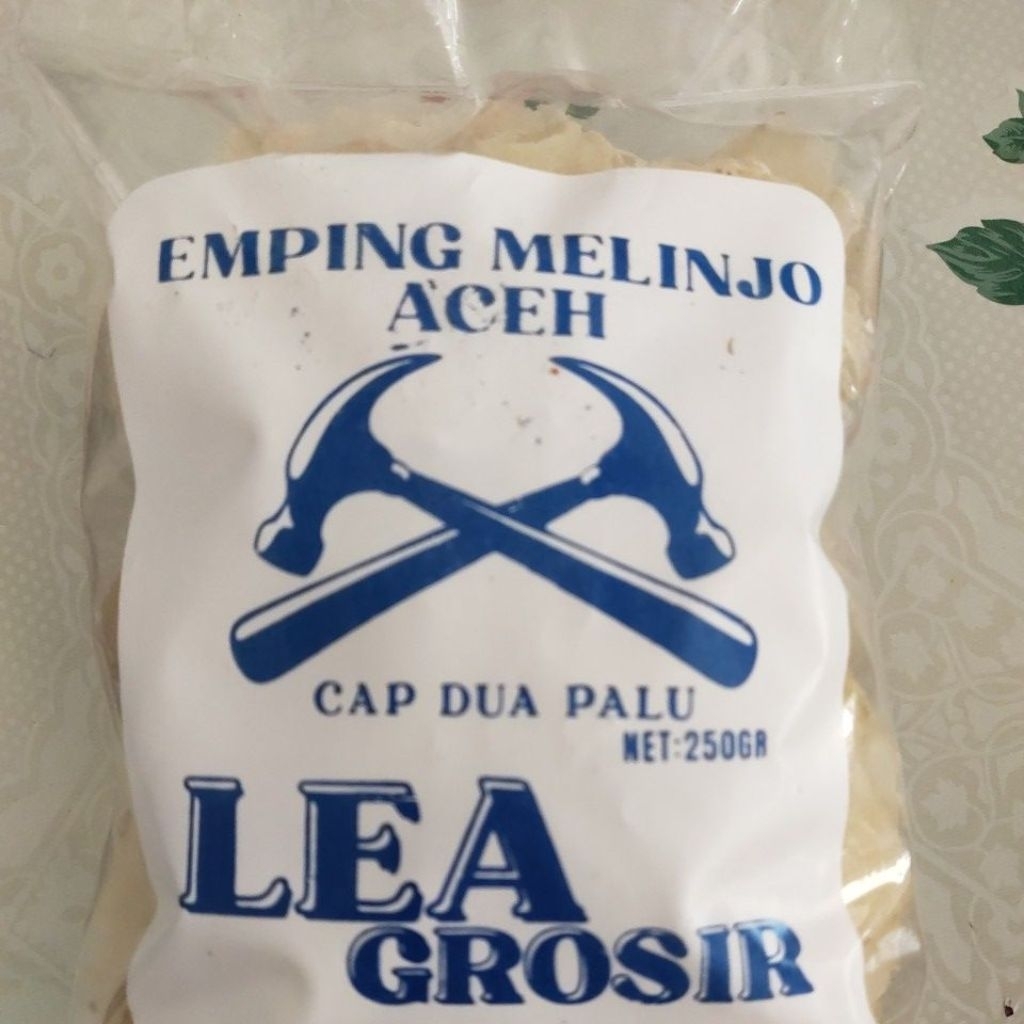 EMPING MELINJO
ACEH
CAP DUA PALU
NET:250GR
LEA
GROSIR